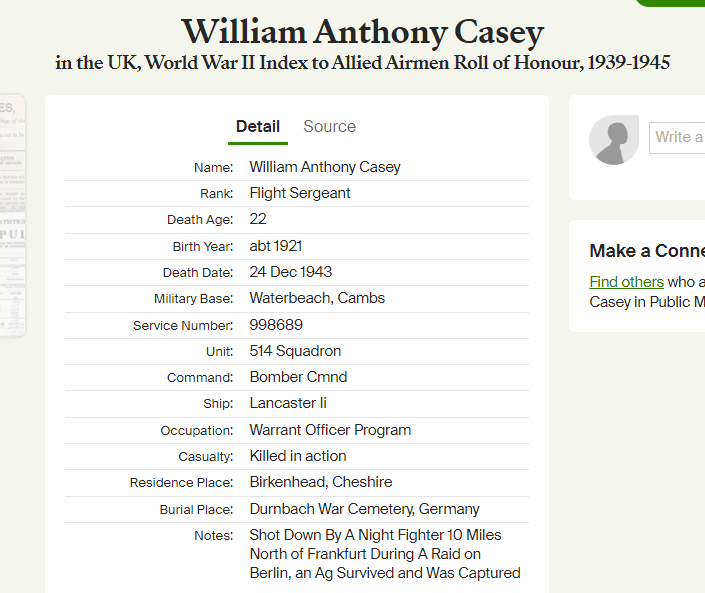 William Anthony Casey
in the UK, World War II Index to Allied Airmen Roll of Honour, 1939-1945
Detail Source
Name: William Anthony Casey
Rank: Flight Sergeant
Death Age: 22
Birth Year: abt 1921
Death Date: 24 Dec 1943
Military Base: Waterbeach, Cambs
Service Number: 998689
Unit: 514 Squadron
Command: Bomber Cmnd
Ship: Lancaster Ii
Occupation: Warrant Officer Program
Casualty: Killed in action
Residence Place: Birkenhead, Cheshire
Burial Place: Durnbach War Cemetery, Germany
Notes: Shot Down By A Night Fighter 10 Miles
North of Frankfurt During A Raid on
Berlin, an Ag Survived and Was Captured
Write a
Make a Conne
Find others who a
Casey in Public M